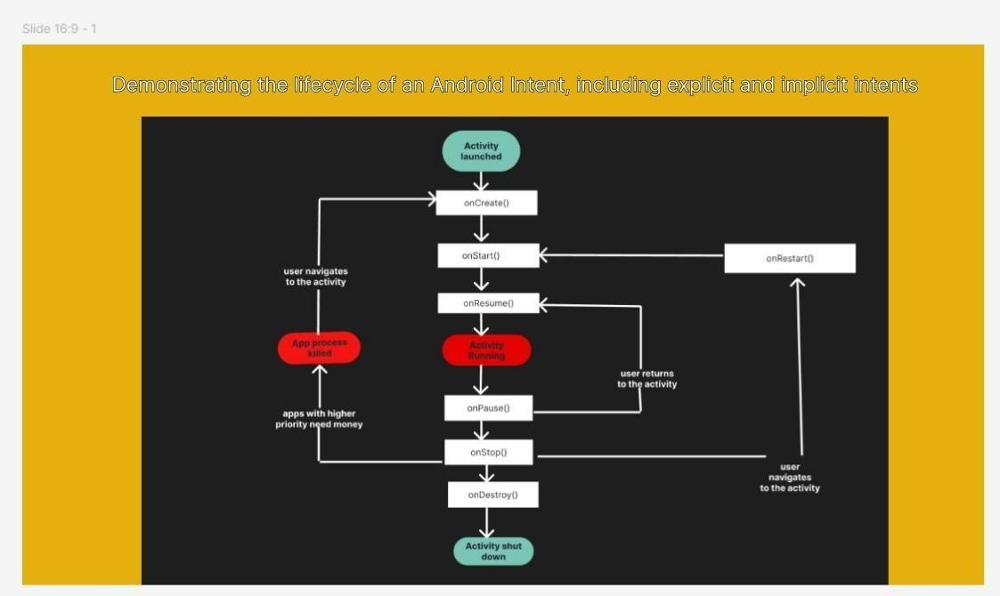 Slide 16:9 - 1
Demonstrating the lifecycle of an Android Intent, including explicit and implicit intents
Activity
launched
onCreate()
onStart()
onRestart()
user navigates
to the activity
onResume()
App process
killed
Activity
Running
user returns
to the activity
onPause()
apps with higher
priority need money
onStop()
user
navigates
to the activity
onDestroy()
Activity shut
down